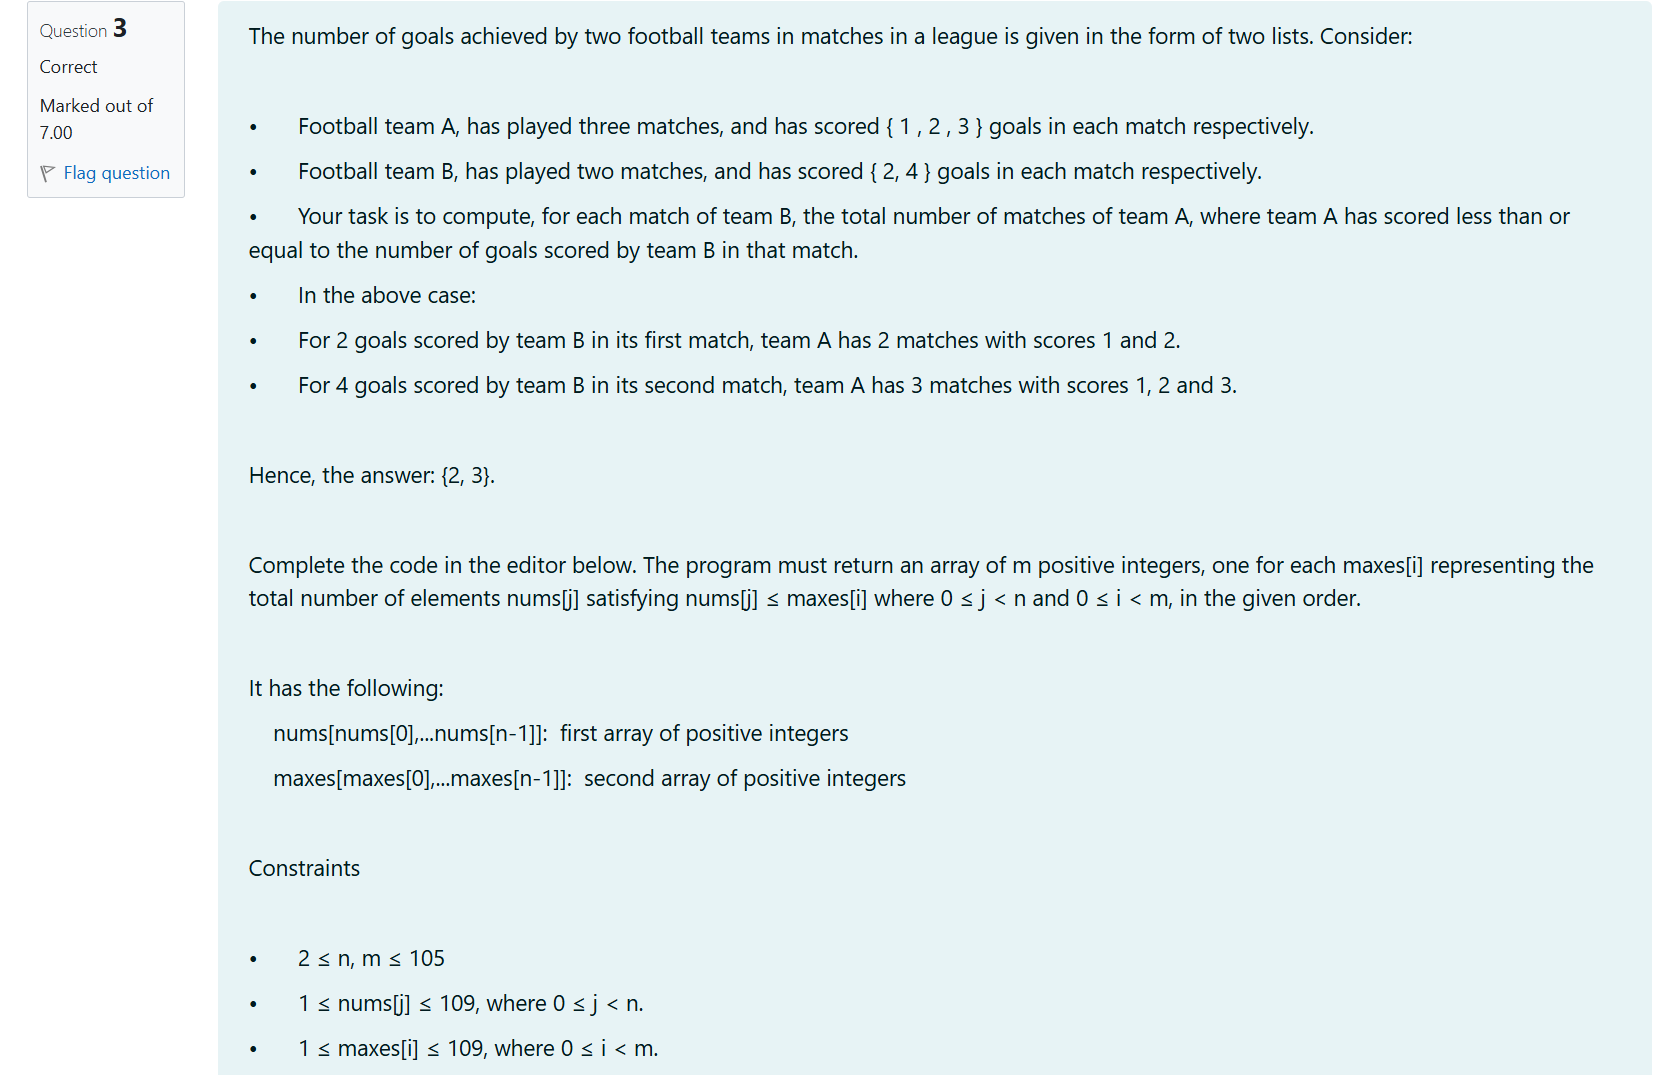 Question 3
Correct
Marked out of
7.00
Flag question
The number of goals achieved by two football teams in matches in a league is given in the form of two lists. Consider:
• Football team A, has played three matches, and has scored { 1 , 2 , 3 } goals in each match respectively.
• Football team B, has played two matches, and has scored { 2, 4 } goals in each match respectively.
• Your task is to compute, for each match of team B, the total number of matches of team A, where team A has scored less than or
equal to the number of goals scored by team B in that match.
• In the above case:
• For 2 goals scored by team B in its first match, team A has 2 matches with scores 1 and 2.
• For 4 goals scored by team B in its second match, team A has 3 matches with scores 1, 2 and 3.
Hence, the answer: {2, 3}.
Complete the code in the editor below. The program must return an array of m positive integers, one for each maxes[i] representing the
total number of elements nums[j] satisfying nums[j] ≤ maxes[i] where 0 ≤ j < n and 0 ≤ i < m, in the given order.
It has the following:
nums[nums[0],...nums[n-1]]: first array of positive integers
maxes[maxes[0],...maxes[n-1]]: second array of positive integers
Constraints
• 2 ≤ n, m ≤ 105
• 1 ≤ nums[j] ≤ 109, where 0 ≤ j < n.
• 1 ≤ maxes[i] ≤ 109, where 0 ≤ i < m.